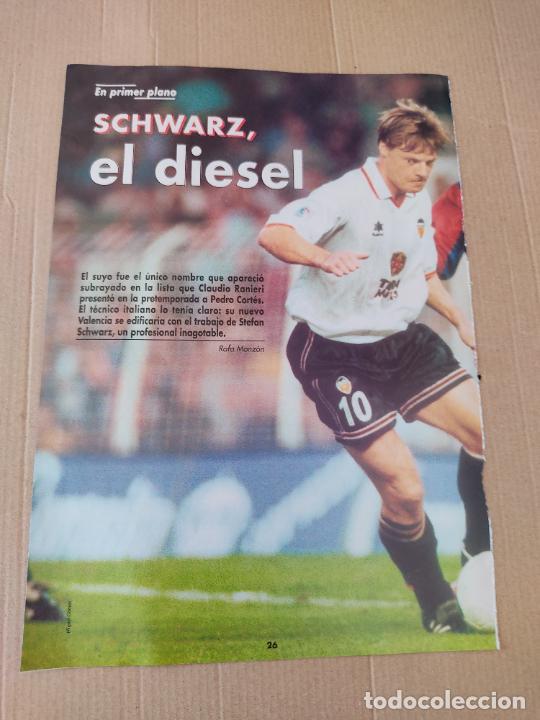 En primer plano
SCHWARZ,
el diesel
El suyo fue el único nombre que apareció
subrayado en la lista que Claudio Ranieri
presentó en la pretemporada a Pedro Cortés.
El técnico italiano lo tenía claro: su nuevo
Valencia se edificaría con el trabajo de Stefan
Schwarz, un profesional inagotable.
Rafa Monzón
10
26
todocoleccion
todocoleccion.net